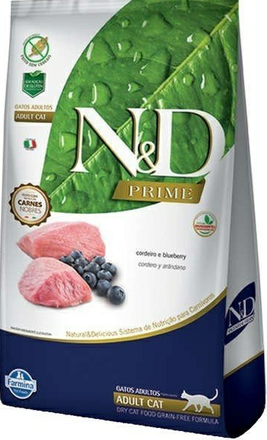 GATOS ADULTOS
ADULT CAT
N&D
PRIME
CARNES
NOBRES
cordeiro e blueberry
cordero y arándano
Natural&Delicious Sistema de Nutrição para Carnívoros
Farmina
GATOS ADULTOS
ADULT CAT
DRY CAT FOOD GRAIN-FREE FORMULA
N&D
PRIME